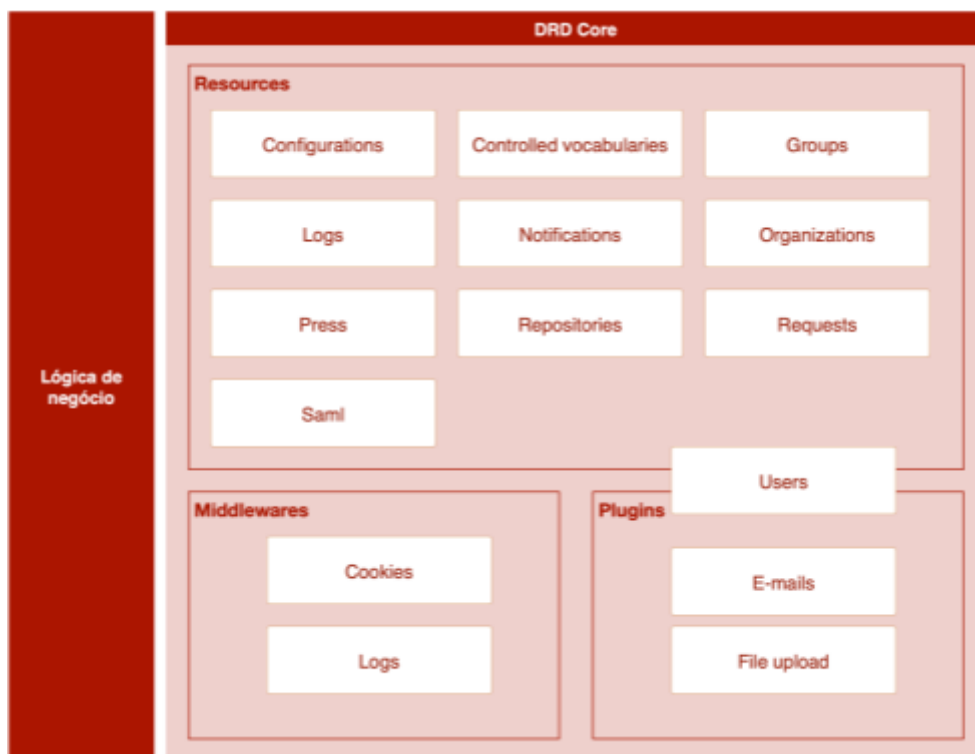 DRD Core
Lógica de
negócio
Resources
Configurations
Controlled vocabularies
Groups
Logs
Notifications
Organizations
Press
Repositories
Requests
Saml
Users
Middlewares
Cookies
Logs
Plugins
E-mails
File upload